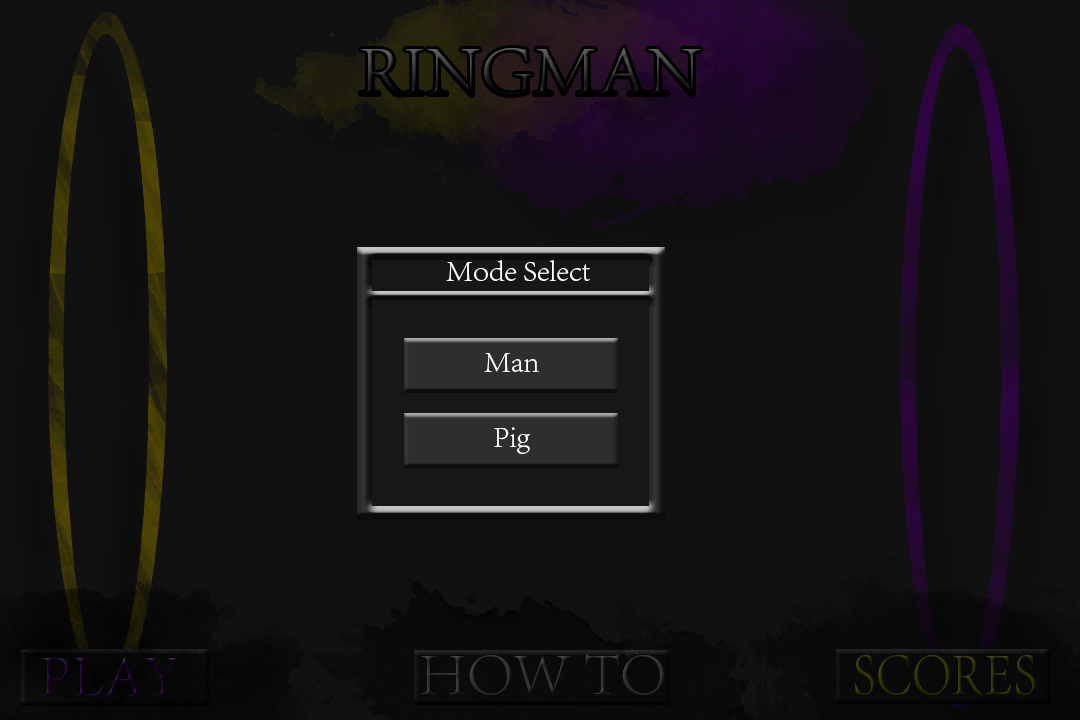 RINGMAN
Mode Select
Man
Pig
PLAY
HOW TO
SCORES